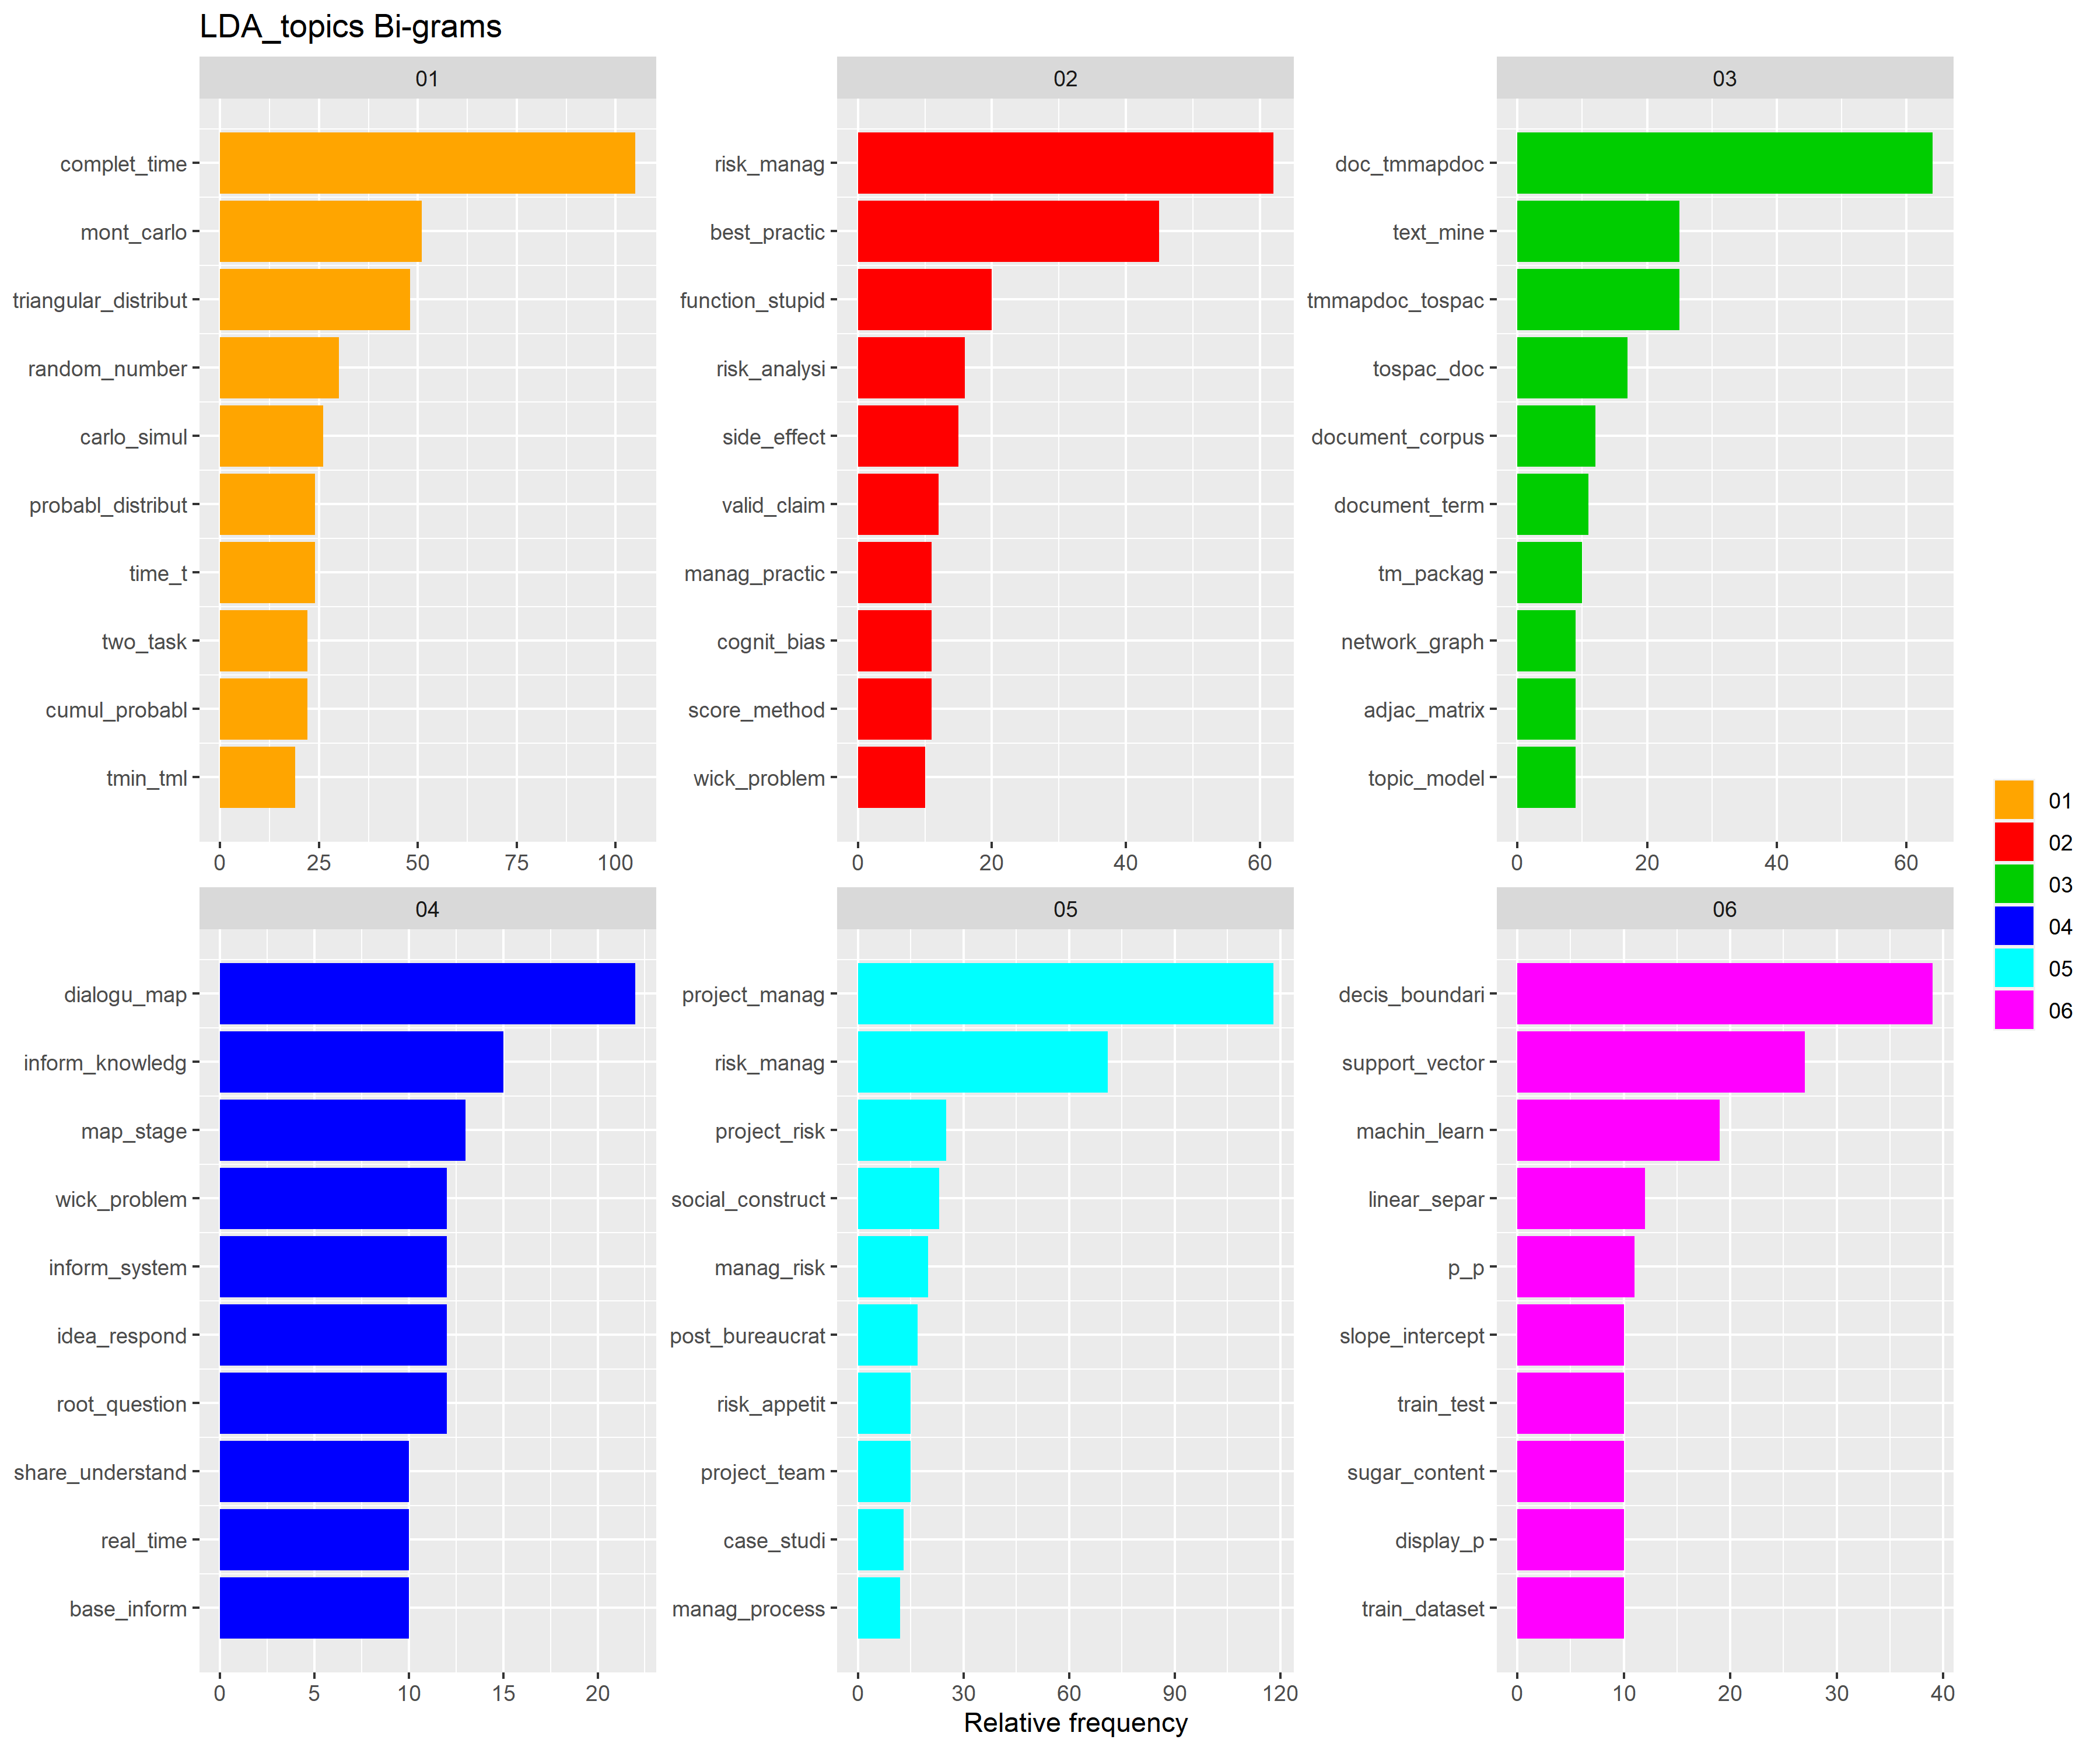 LDA_topics Bi-grams
01
complet_time
mont_carlo
triangular_distribut
random_number
carlo_simul
probabl_distribut
time_t
two_task
cumul_probabl
tmin_tml
0 25 50 75 100
02
risk_manag
best_practic
function_stupid
risk_analysi
side_effect
valid_claim
manag_practic
cognit_bias
score_method
wick_problem
0 20 40 60
03
doc_tmmapdoc
text_mine
tmmapdoc_tospac
tospac_doc
document_corpus
document_term
tm_packag
network_graph
adjac_matrix
topic_model
0 20 40 60
04
dialogu_map
inform_knowledg
map_stage
wick_problem
inform_system
idea_respond
root_question
share_understand
real_time
base_inform
0 5 10 15 20
05
project_manag
risk_manag
project_risk
social_construct
manag_risk
post_bureaucrat
risk_appetit
project_team
case_studi
manag_process
0 30 60 90 120
06
decis_boundari
support_vector
machin_learn
linear_separ
p_p
slope_intercept
train_test
sugar_content
display_p
train_dataset
0 10 20 30 40
Relative frequency
01
02
03
04
05
06